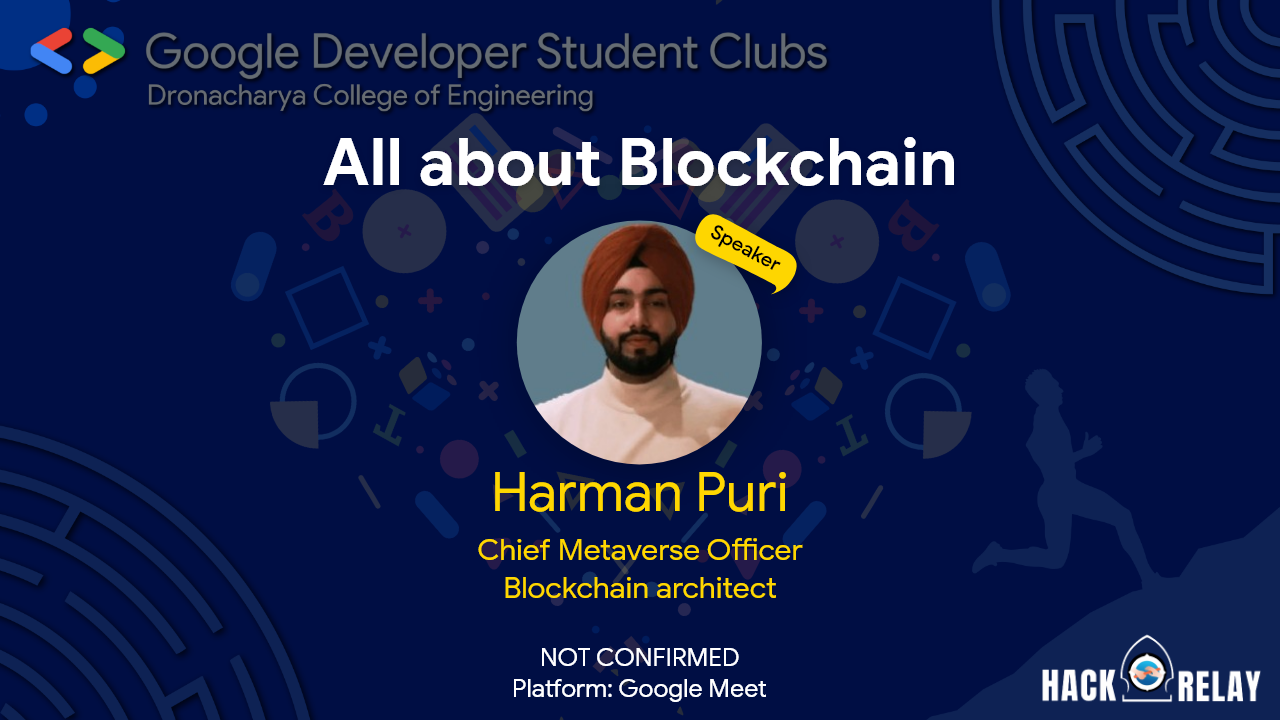 Google Developer Student Clubs
Dronacharya College of Engineering
All about Blockchain
Speaker
Harman Puri
Chief Metaverse Officer
Blockchain architect
NOT CONFIRMED
Platform: Google Meet
HACK RELAY